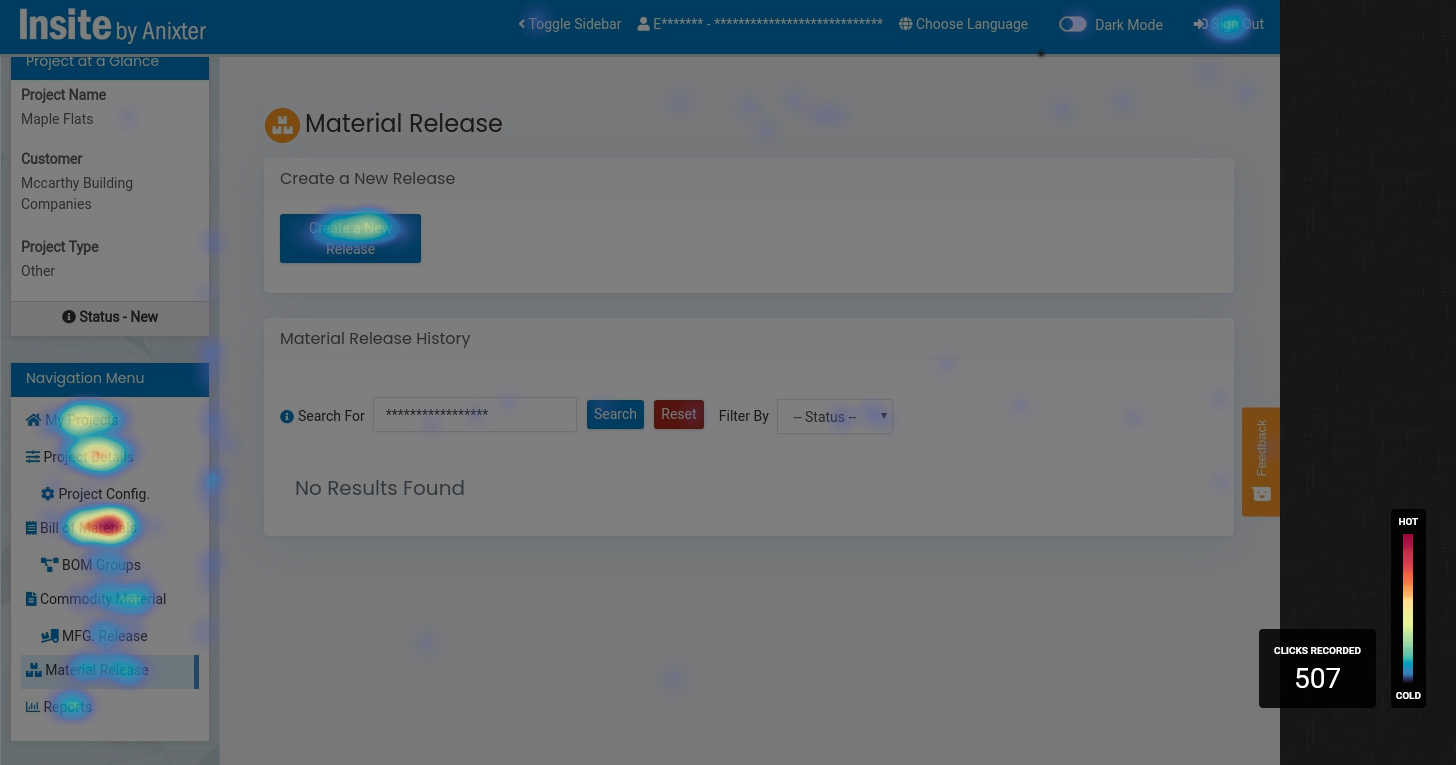 Insite by Anixter
Toggle Sidebar
E******* - ****************************
Choose Language
Dark Mode
Sign Out
Project at a Glance
Project Name
Maple Flats
Customer
Mccarthy Building
Companies
Project Type
Other
Status - New
Navigation Menu
My Projects
Project Details
Project Config.
Bill of Materials
BOM Groups
Commodity Material
MFG. Release
Material Release
Reports
Material Release
Create a New Release
Create a New
Release
Material Release History
Search For
*****************
Search
Reset
Filter By
-- Status --
No Results Found
Feedback
HOT
COLD
CLICKS RECORDED
507